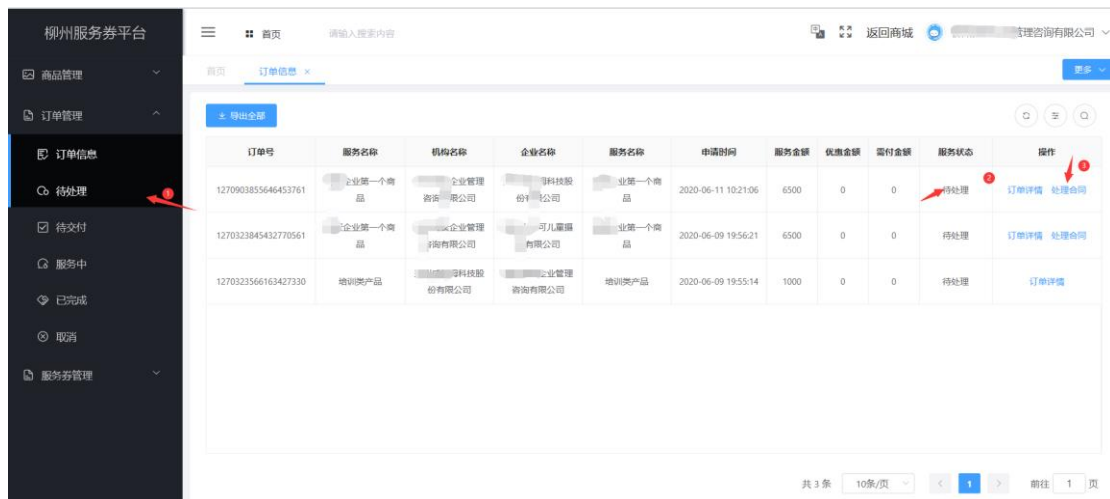 柳州服务券平台
首页
请输入搜索内容
返回商城
管理咨询有限公司
商品管理
首页
订单信息 ×
更多
订单管理
导出全部
订单信息
订单号 服务名称 机构名称 企业名称 服务名称 申请时间 服务金额 优惠金额 需付金额 服务状态 操作
3
待处理
1
1270903855646453761 企业第一个商品 企业管理咨 限公司 科技股份 公司 业第一个商品 2020-06-11 10:21:06 6500 0 0 待处理 2 订单详情 处理合同
待交付
1270323845432770561 企业第一个商品 企业管理 询有限公司 可儿童摄 有限公司 业第一个商品 2020-06-09 19:56:21 6500 0 0 待处理 订单详情 处理合同
服务中
1270323566163427330 培训类产品 科技股份有限公司 企业管理咨询有限公司 培训类产品 2020-06-09 19:55:14 1000 0 0 待处理 订单详情
已完成
取消
服务券管理
共 3 条 10条/页 1 前往 1 页